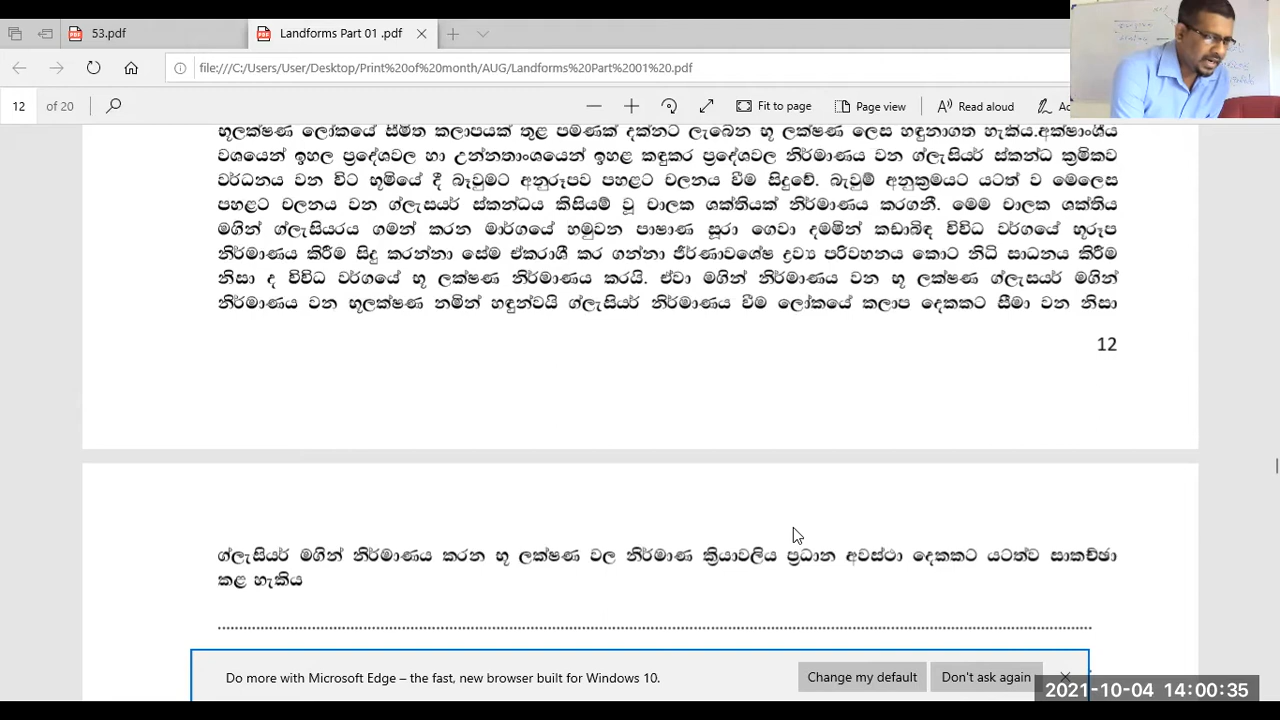 53.pdf
Landforms Part 01 .pdf
file:///C:/Users/User/Desktop/Print%20of%20month/AUG/Landforms%20Part%2001%20.pdf
12 of 20
Fit to page
Page view
Read aloud
භූලක්ෂණ ලෝකයේ සීමිත කලාපයක් තුළ පමණක් දක්නට ලැබෙන භූ ලක්ෂණ ලෙස හඳුනාගත හැකිය.අක්ෂාංශීය
වශයෙන් ඉහල ප්‍රදේශවල හා උන්නතාංශයෙන් ඉහළ කඳුකර ප්‍රදේශවල නිර්මාණය වන ග්ලැසියර් ස්කන්ධ ක්‍රමිකව
වර්ධනය වන විට භූමියේ දී බෑවුමට අනුරූපව පහළට චලනය වීම සිදුවේ. බැවුම් අනුක්‍රමයට යටත් ව මෙලෙස
පහළට චලනය වන ග්ලැසයර් ස්කන්ධය කිසියම් වූ චාලක ශක්තියක් නිර්මාණය කරගනී. මෙම චාලක ශක්තිය
මගින් ග්ලැසියරය ගමන් කරන මාර්ගයේ හමුවන පාෂාණ සූරා ගෙවා දමමින් කඩාබිඳ විවිධ වර්ගයේ භූරූප
නිර්මාණය කිරීම සිදු කරන්නා සේම ඒකරාශී කර ගන්නා ජීර්ණාවශේෂ ද්‍රව්‍ය පරිවහනය කොට නිධි සාධනය කිරීම
නිසා ද විවිධ වර්ගයේ භූ ලක්ෂණ නිර්මාණය කරයි. ඒවා මගින් නිර්මාණය වන භූ ලක්ෂණ ග්ලැසයර් මගින්
නිර්මාණය වන භූලක්ෂණ නමින් හඳුන්වයි ග්ලැසියර් නිර්මාණය වීම ලෝකයේ කලාප දෙකකට සීමා වන නිසා
12
ග්ලැසියර් මගින් නිර්මාණය කරන භූ ලක්ෂණ වල නිර්මාණ ක්‍රියාවලිය ප්‍රධාන අවස්ථා දෙකකට යටත්ව සාකච්ඡා
කළ හැකිය
Do more with Microsoft Edge – the fast, new browser built for Windows 10.
Change my default
Don't ask again
2021-10-04 14:00:35